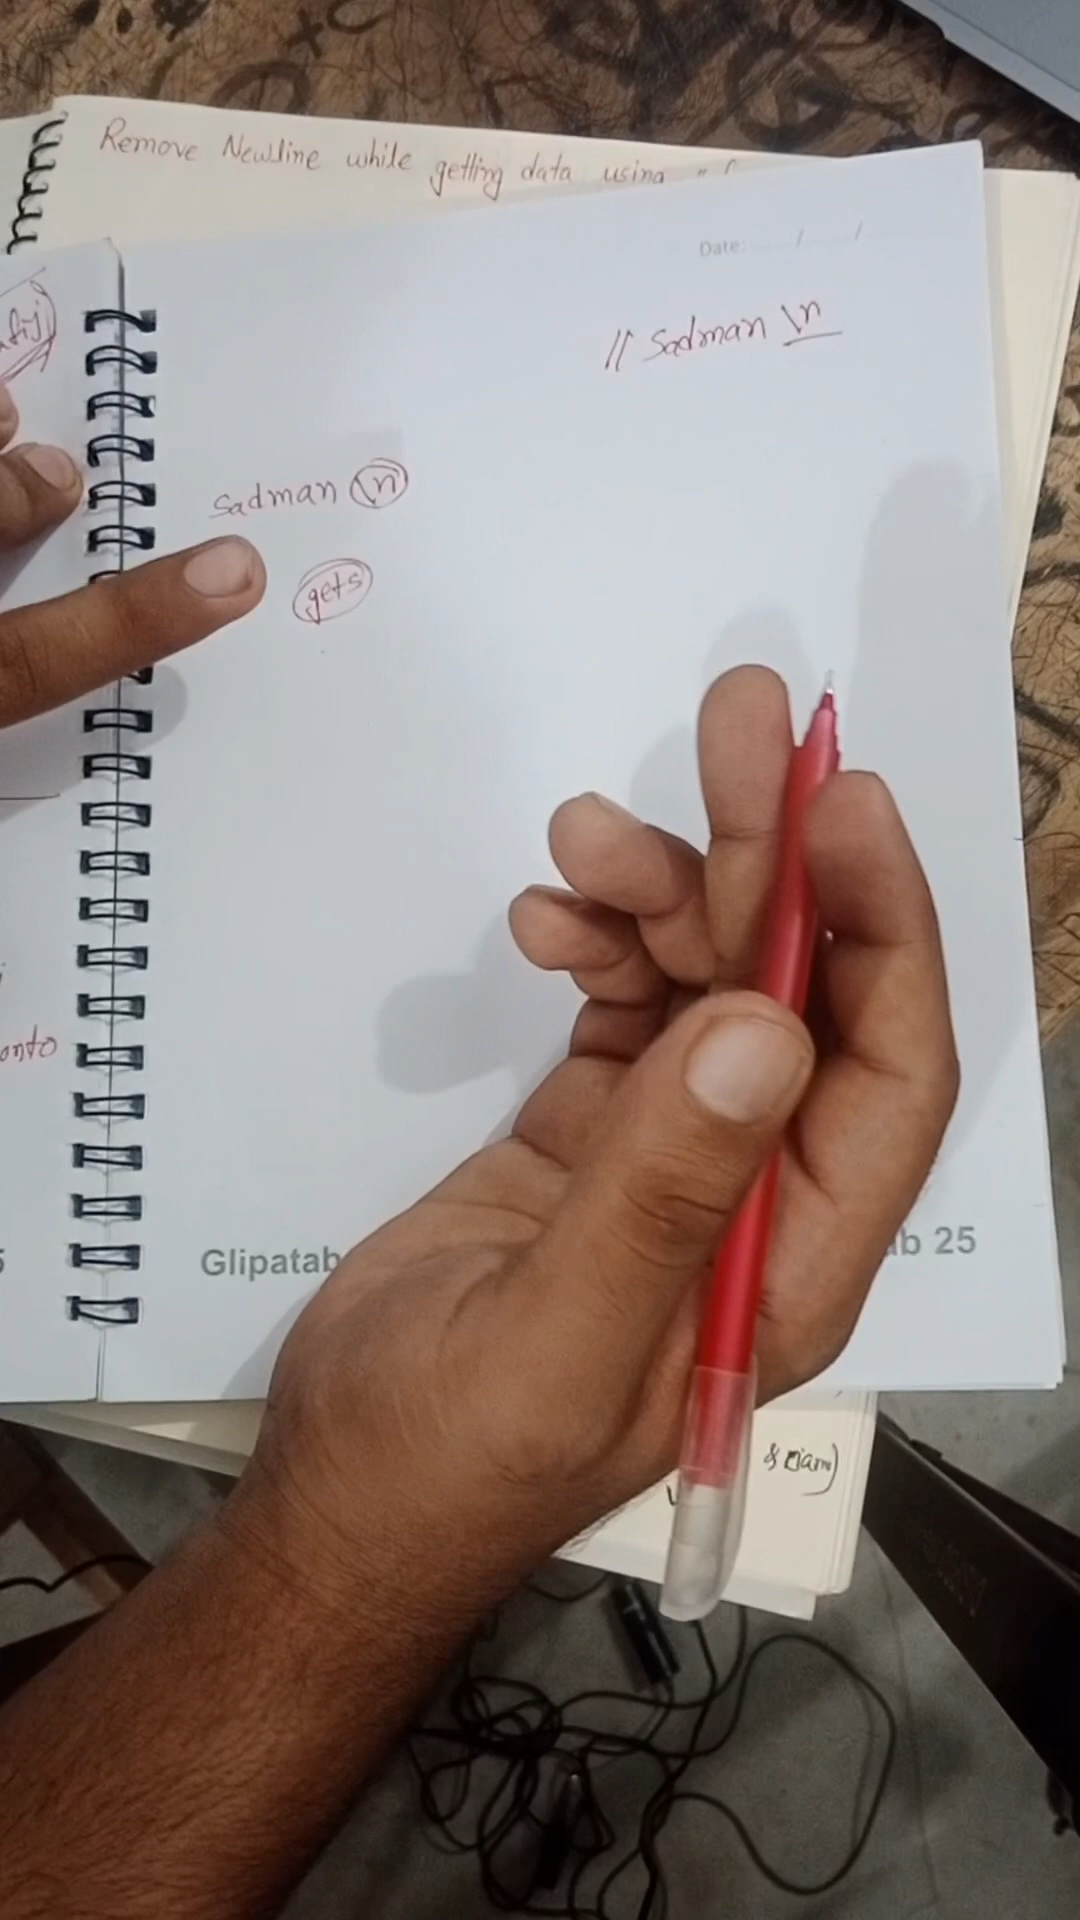 Remove Newline while getting data using
Date: / /
// Sadman \n
Sadman \n
gets
onto
Glipatab
ab 25